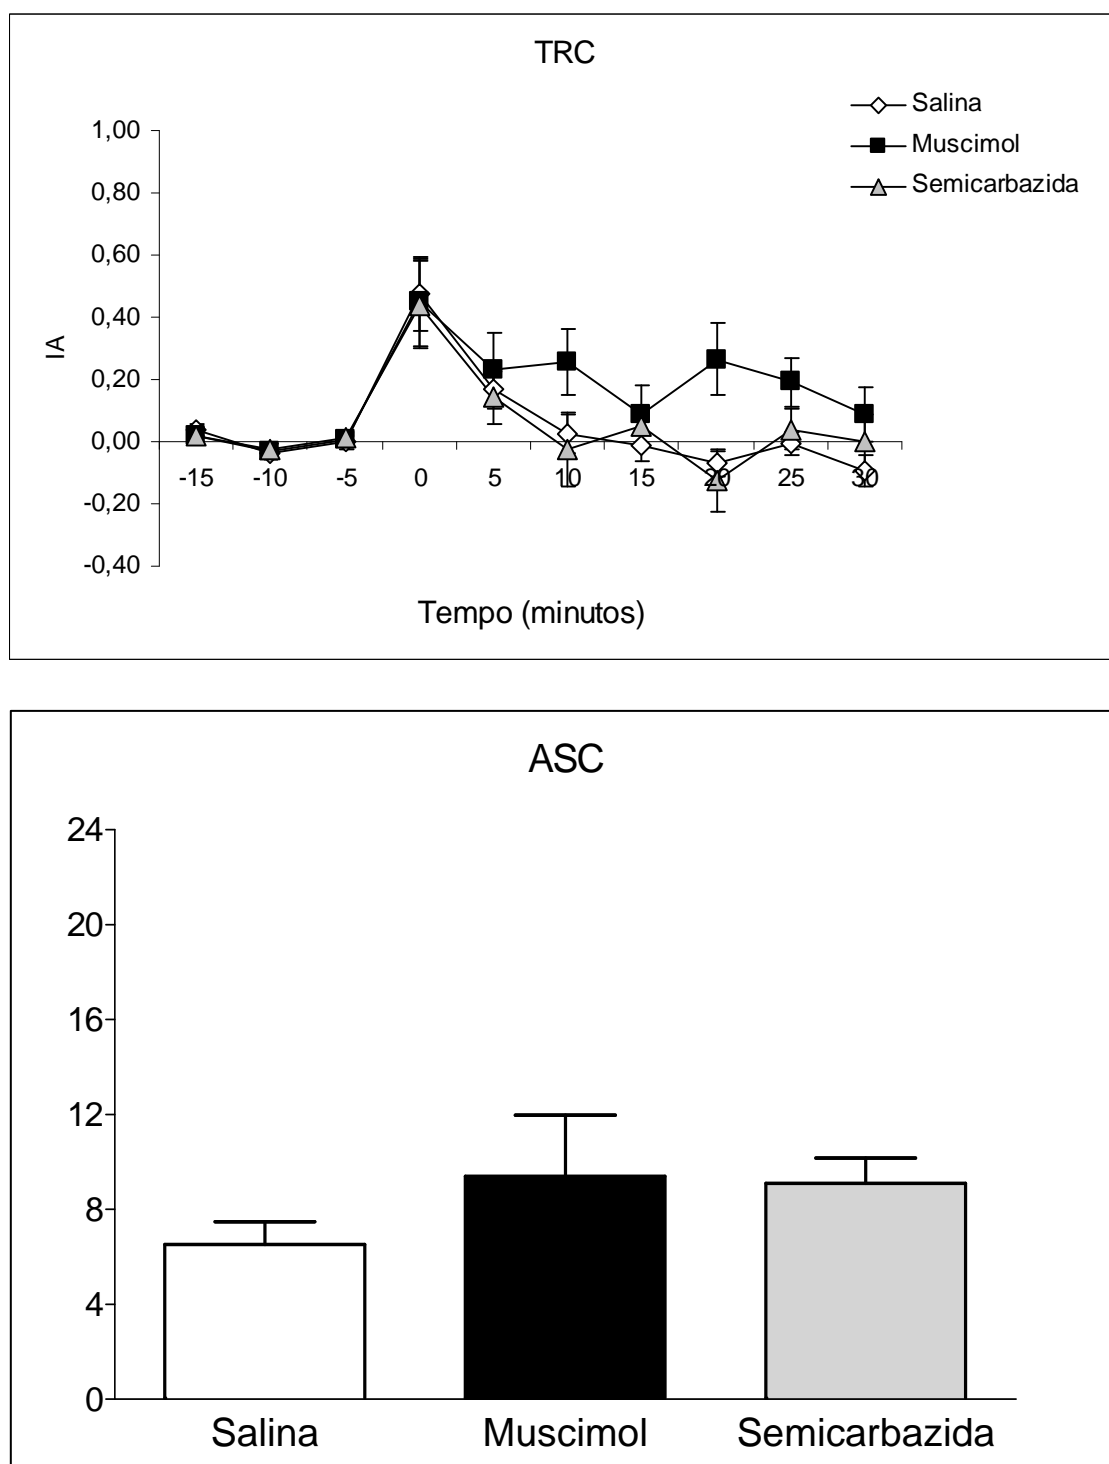 TRC
Salina
Muscimol
Semicarbazida
1,00
0,80
0,60
0,40
0,20
0,00
-0,20
-0,40
IA
-15 -10 -5 0 5 10 15 20 25 30
Tempo (minutos)
ASC
24
20
16
12
8
4
0
Salina Muscimol Semicarbazida